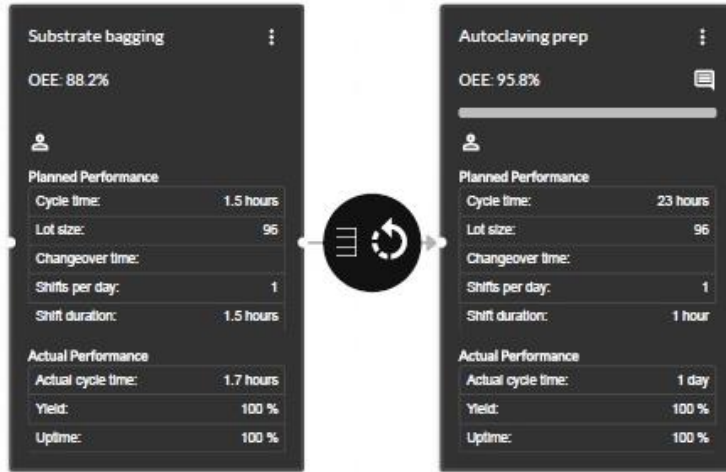 Substrate bagging
OEE: 88.2%
Planned Performance
Cycle time: 1.5 hours
Lot size: 96
Changeover time:
Shifts per day: 1
Shift duration: 1.5 hours
Actual Performance
Actual cycle time: 1.7 hours
Yield: 100 %
Uptime: 100 %
Autoclaving prep
OEE: 95.8%
Planned Performance
Cycle time: 23 hours
Lot size: 96
Changeover time:
Shifts per day: 1
Shift duration: 1 hour
Actual Performance
Actual cycle time: 1 day
Yield: 100 %
Uptime: 100 %